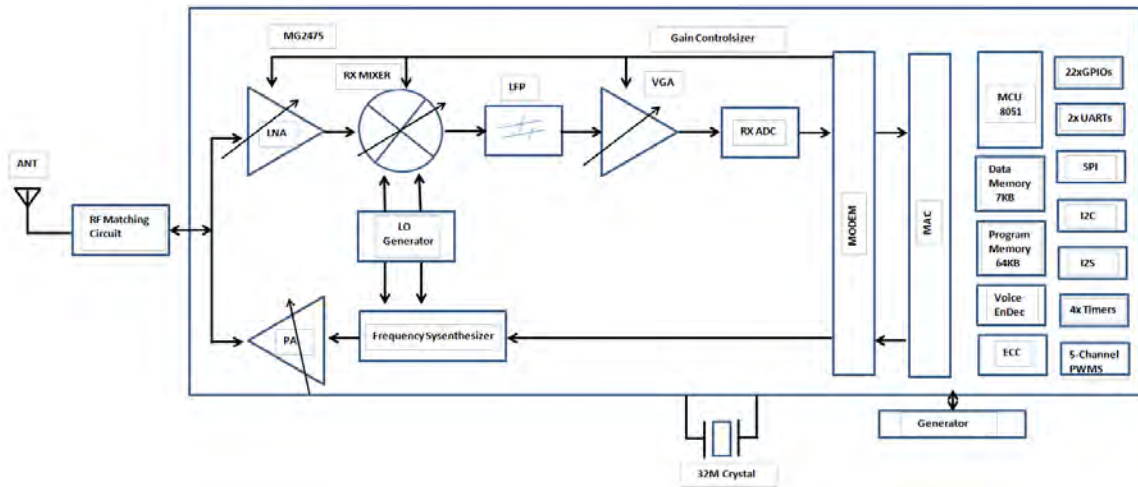 MG2475
Gain Controlsizer
RX MIXER
LFP
VGA
LNA
RX ADC
ANT
RF Matching
Circuit
LO
Generator
PA
Frequency Sysenthesizer
MODEM
MAC
MCU
8051
Data
Memory
7KB
Program
Memory
64KB
Voice
EnDec
ECC
22xGPIOs
2x UARTs
SPI
I2C
I2S
4x Timers
5-Channel
PWMS
Generator
32M Crystal